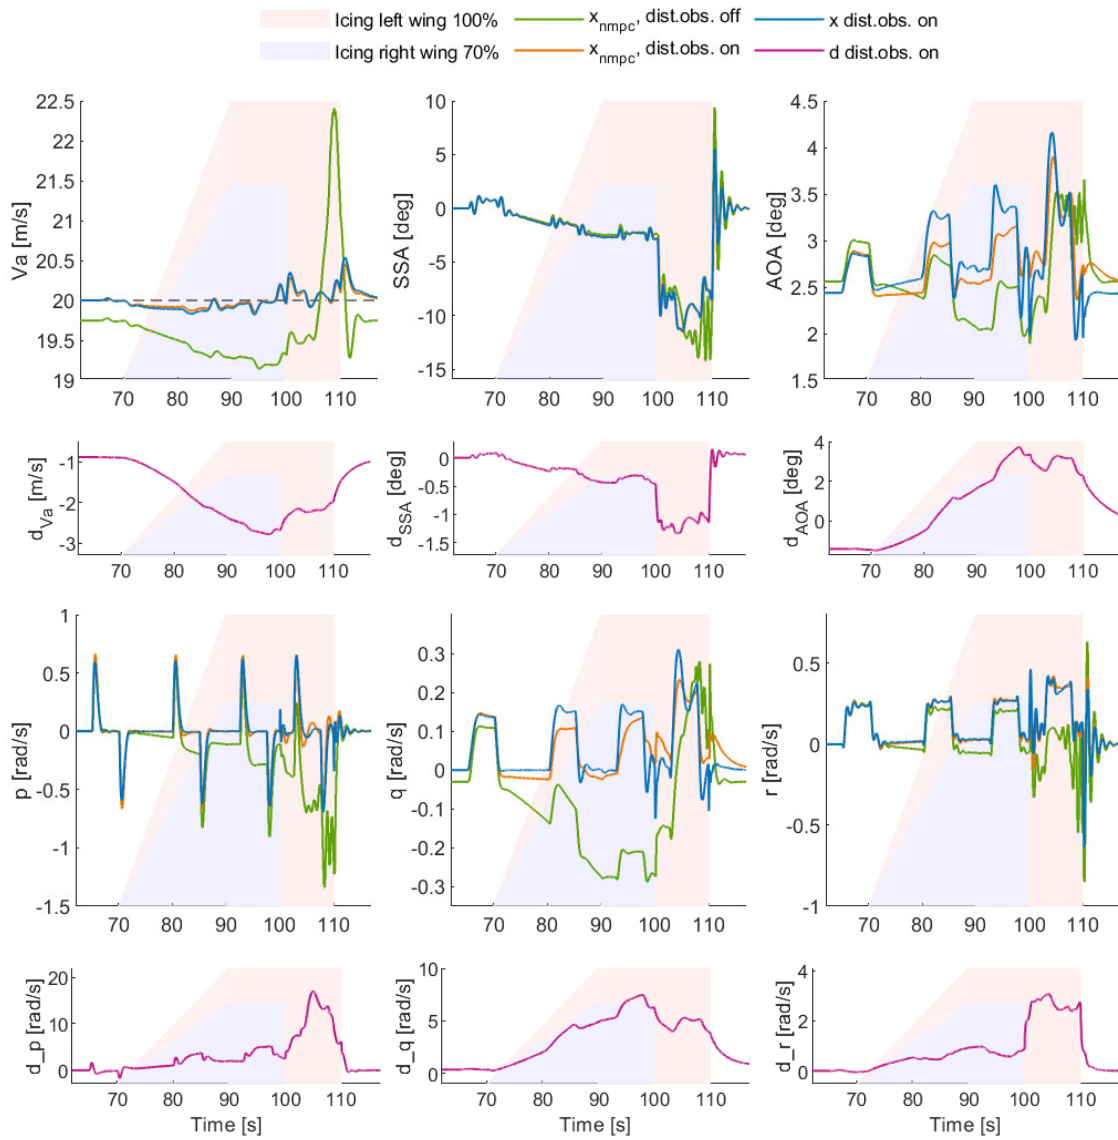 Icing left wing 100%
x_nmpc, dist.obs. off
x dist.obs. on
Icing right wing 70%
x_nmpc, dist.obs. on
d dist.obs. on
Va [m/s]
22.5
22
21.5
21
20.5
20
19.5
19
70 80 90 100 110
SSA [deg]
10
5
0
-5
-10
-15
70 80 90 100 110
AOA [deg]
4.5
4
3.5
3
2.5
2
1.5
70 80 90 100 110
d_Va [m/s]
-1
-2
-3
70 80 90 100 110
d_SSA [deg]
0
-0.5
-1
-1.5
70 80 90 100 110
d_AOA [deg]
4
2
0
70 80 90 100 110
p [rad/s]
1
0.5
0
-0.5
-1
-1.5
70 80 90 100 110
q [rad/s]
0.3
0.2
0.1
0
-0.1
-0.2
-0.3
70 80 90 100 110
r [rad/s]
0.5
0
-0.5
-1
70 80 90 100 110
d_p [rad/s]
20
10
0
70 80 90 100 110
Time [s]
d_q [rad/s]
10
5
0
70 80 90 100 110
Time [s]
d_r [rad/s]
4
2
0
70 80 90 100 110
Time [s]